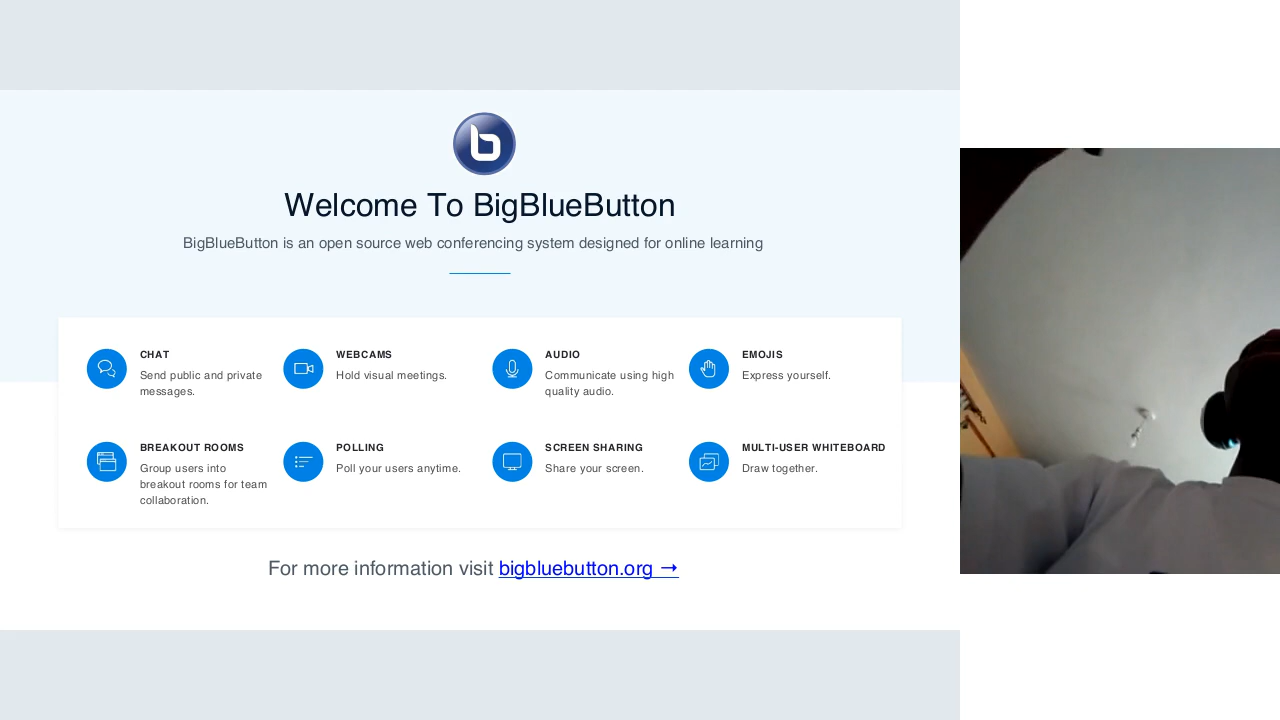 Welcome To BigBlueButton
BigBlueButton is an open source web conferencing system designed for online learning
CHAT
Send public and private
messages.
WEBCAMS
Hold visual meetings.
AUDIO
Communicate using high
quality audio.
EMOJIS
Express yourself.
BREAKOUT ROOMS
Group users into
breakout rooms for team
collaboration.
POLLING
Poll your users anytime.
SCREEN SHARING
Share your screen.
MULTI-USER WHITEBOARD
Draw together.
For more information visit bigbluebutton.org →